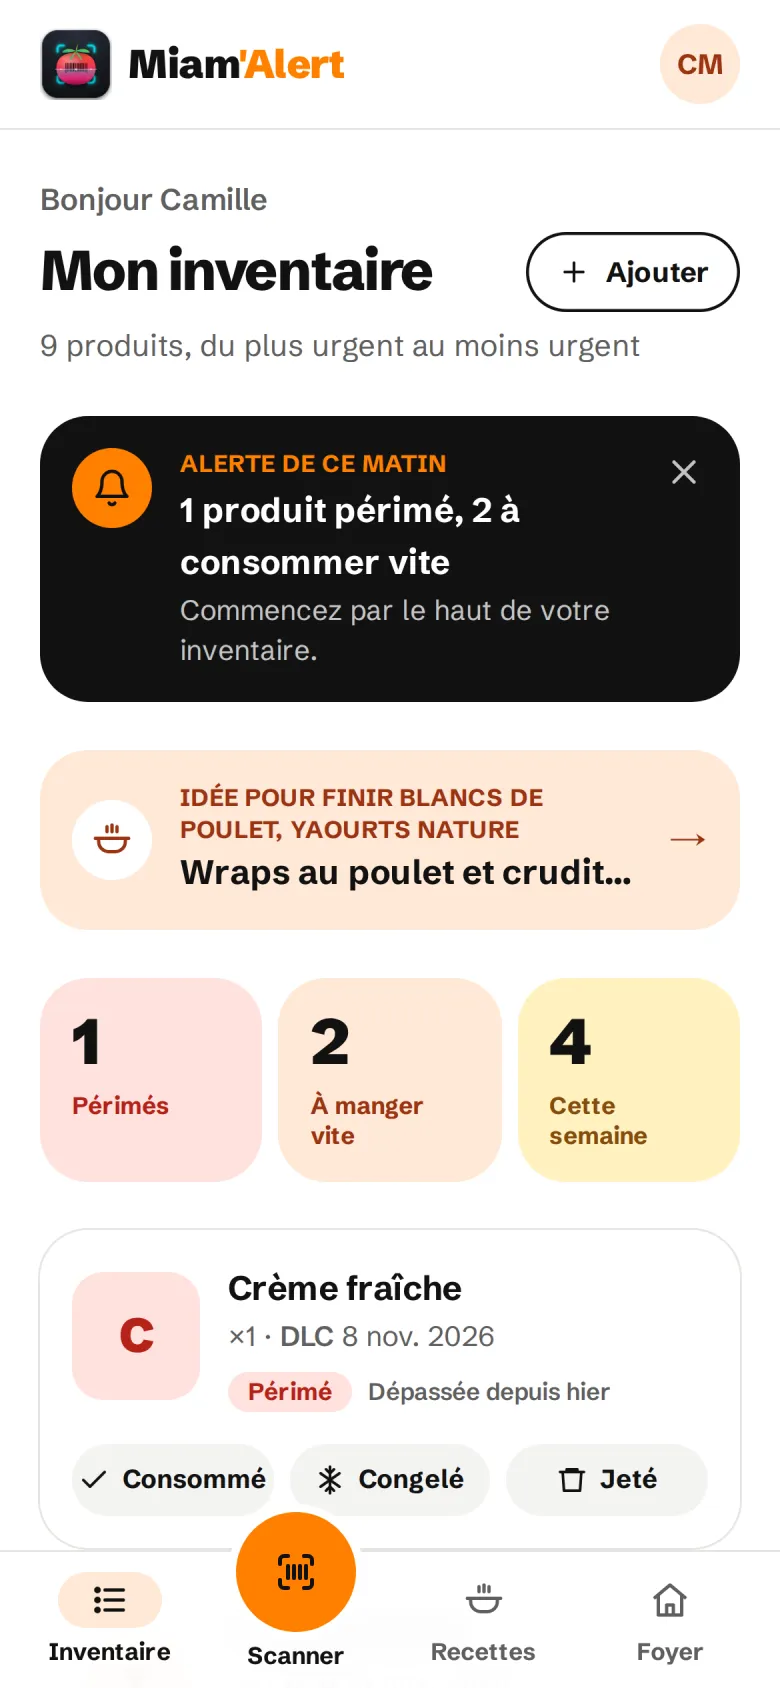 Miam'Alert
CM
Bonjour Camille
Mon inventaire
+ Ajouter
9 produits, du plus urgent au moins urgent
ALERTE DE CE MATIN
1 produit périmé, 2 à
consommer vite
Commencez par le haut de votre
inventaire.
IDÉE POUR FINIR BLANCS DE
POULET, YAOURTS NATURE
Wraps au poulet et crudit...
1
Périmés
2
À manger
vite
4
Cette
semaine
C
Crème fraîche
×1 · DLC 8 nov. 2026
Périmé Dépassée depuis hier
Consommé
Congelé
Jeté
Inventaire
Scanner
Recettes
Foyer